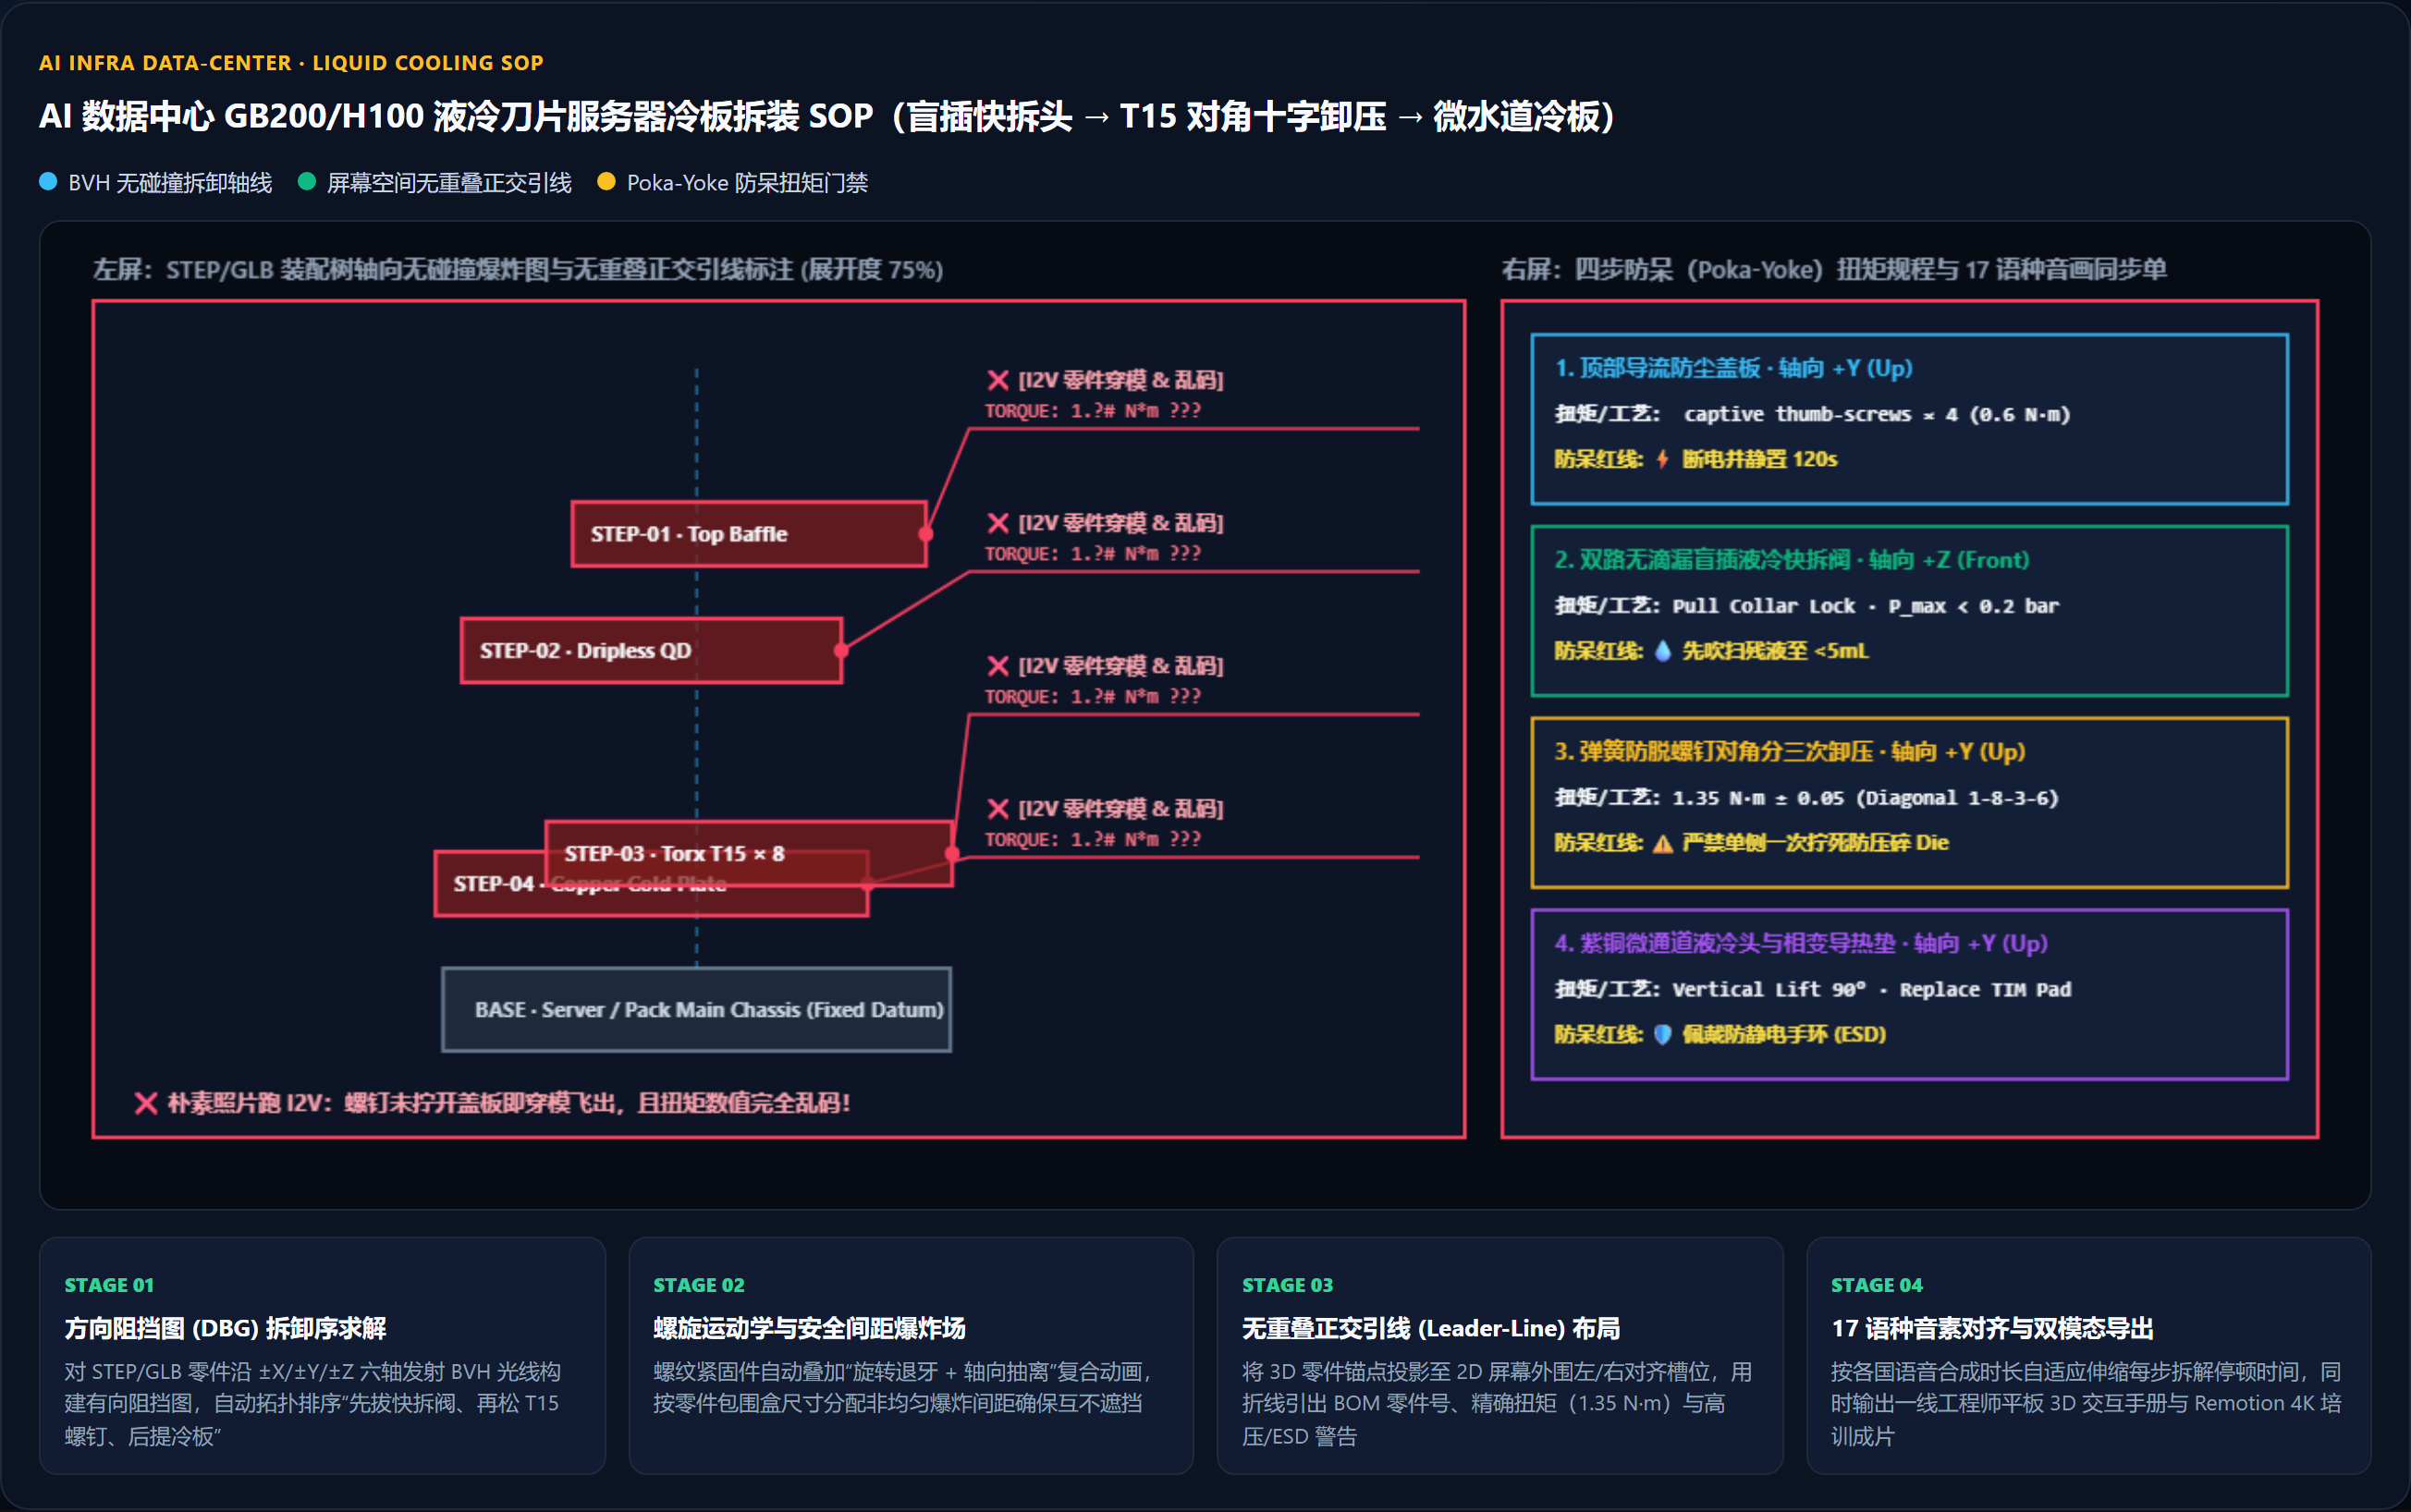 AI INFRA DATA-CENTER · LIQUID COOLING SOP
AI 数据中心 GB200/H100 液冷刀片服务器冷板拆装 SOP（盲插快拆头 → T15 对角十字卸压 → 微水道冷板）
BVH 无碰撞拆卸轴线
屏幕空间无重叠正交引线
Poka-Yoke 防呆扭矩门禁
左屏：STEP/GLB 装配树轴向无碰撞爆炸图与无重叠正交引线标注 (展开度 75%)
❌ [I2V 零件穿模 & 乱码]
TORQUE: 1.?# N*m ???
STEP-01 · Top Baffle
❌ [I2V 零件穿模 & 乱码]
TORQUE: 1.?# N*m ???
STEP-02 · Dripless QD
❌ [I2V 零件穿模 & 乱码]
TORQUE: 1.?# N*m ???
❌ [I2V 零件穿模 & 乱码]
TORQUE: 1.?# N*m ???
STEP-03 · Torx T15 × 8
STEP-04 · Copper Cold Plate
BASE · Server / Pack Main Chassis (Fixed Datum)
❌ 朴素照片跑 I2V：螺钉未拧开盖板即穿模飞出，且扭矩数值完全乱码！
右屏：四步防呆（Poka-Yoke）扭矩规程与 17 语种音画同步单
1. 顶部导流防尘盖板 · 轴向 +Y (Up)
扭矩/工艺： captive thumb-screws × 4 (0.6 N·m)
防呆红线: ⚡ 断电并静置 120s
2. 双路无滴漏盲插液冷快拆阀 · 轴向 +Z (Front)
扭矩/工艺: Pull Collar Lock · P_max < 0.2 bar
防呆红线: 💧 先吹扫残液至 <5mL
3. 弹簧防脱螺钉对角分三次卸压 · 轴向 +Y (Up)
扭矩/工艺: 1.35 N·m ± 0.05 (Diagonal 1-8-3-6)
防呆红线: ⚠️ 严禁单侧一次拧死防压碎 Die
4. 紫铜微通道液冷头与相变导热垫 · 轴向 +Y (Up)
扭矩/工艺: Vertical Lift 90° · Replace TIM Pad
防呆红线: 🛡️ 佩戴防静电手环 (ESD)
STAGE 01
方向阻挡图 (DBG) 拆卸序求解
对 STEP/GLB 零件沿 ±X/±Y/±Z 六轴发射 BVH 光线构
建有向阻挡图，自动拓扑排序“先拔快拆阀、再松 T15
螺钉、后提冷板”
STAGE 02
螺旋运动学与安全间距爆炸场
螺纹紧固件自动叠加“旋转退牙 + 轴向抽离”复合动画，
按零件包围盒尺寸分配非均匀爆炸间距确保互不遮挡
STAGE 03
无重叠正交引线 (Leader-Line) 布局
将 3D 零件锚点投影至 2D 屏幕外围左/右对齐槽位，用
折线引出 BOM 零件号、精确扭矩（1.35 N·m）与高
压/ESD 警告
STAGE 04
17 语种音素对齐与双模态导出
按各国语音合成时长自适应伸缩每步拆解停顿时间，同
时输出一线工程师平板 3D 交互手册与 Remotion 4K 培
训成片